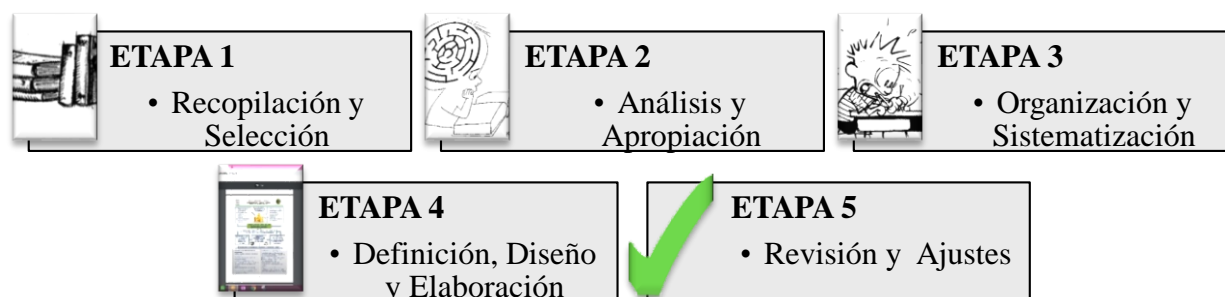 ETAPA 1
• Recopilación y
Selección
ETAPA 2
• Análisis y
Apropiación
ETAPA 3
• Organización y
Sistematización
ETAPA 4
• Definición, Diseño
y Elaboración
ETAPA 5
• Revisión y Ajustes